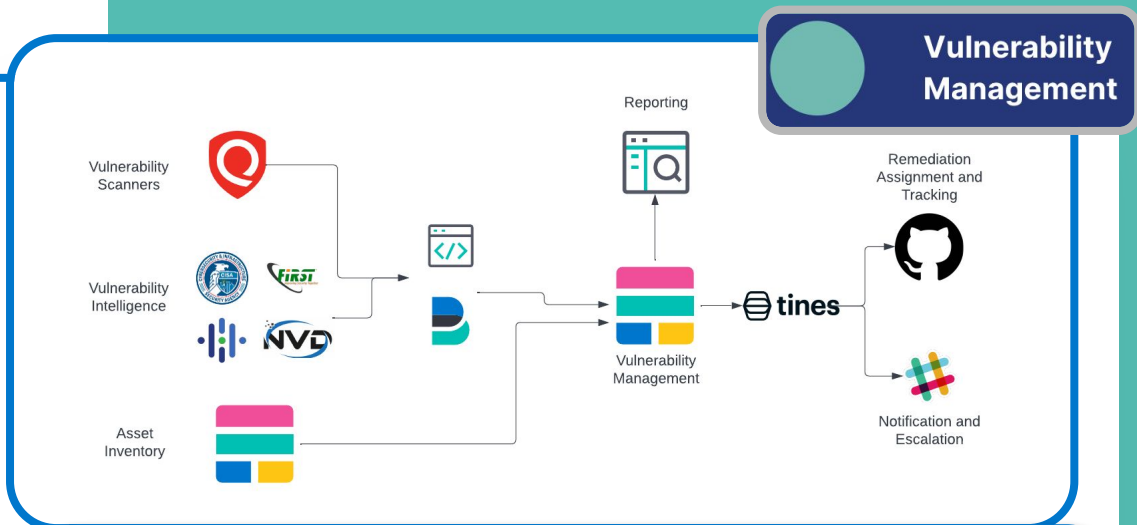 Vulnerability
Management
Reporting
Vulnerability
Scanners
Remediation
Assignment and
Tracking
</>
CISA
FIRST
Vulnerability
Intelligence
NVD
tines
Vulnerability
Management
Asset
Inventory
Notification and
Escalation